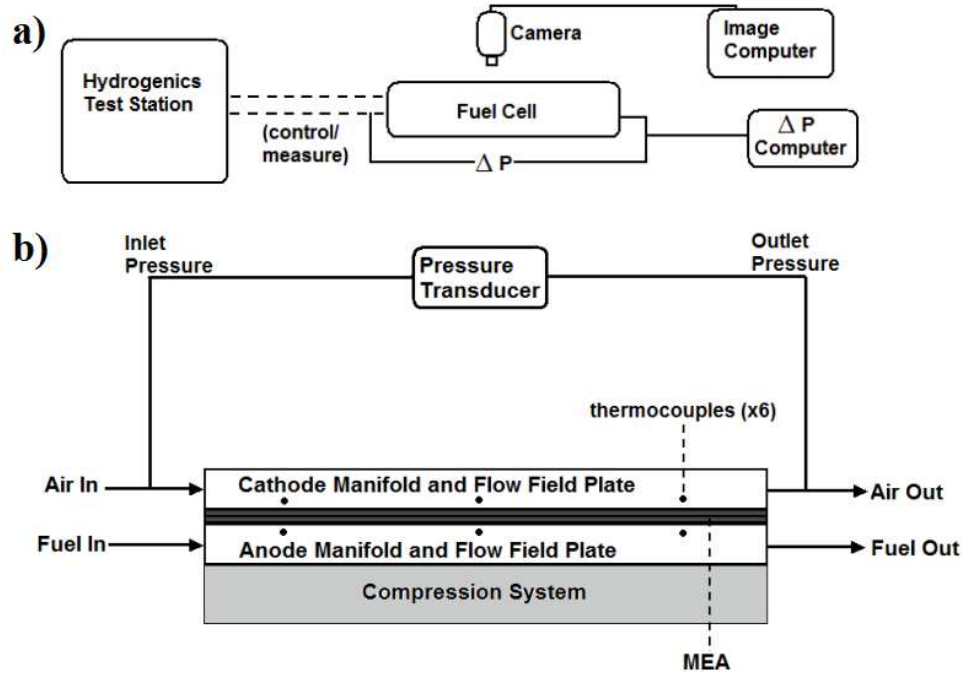 a)
Hydrogenics
Test Station
(control/
measure)
Camera
Image
Computer
Fuel Cell
Δ P
Δ P
Computer
b)
Inlet
Pressure
Pressure
Transducer
Outlet
Pressure
thermocouples (x6)
Air In
Cathode Manifold and Flow Field Plate
Air Out
Fuel In
Anode Manifold and Flow Field Plate
Fuel Out
Compression System
MEA